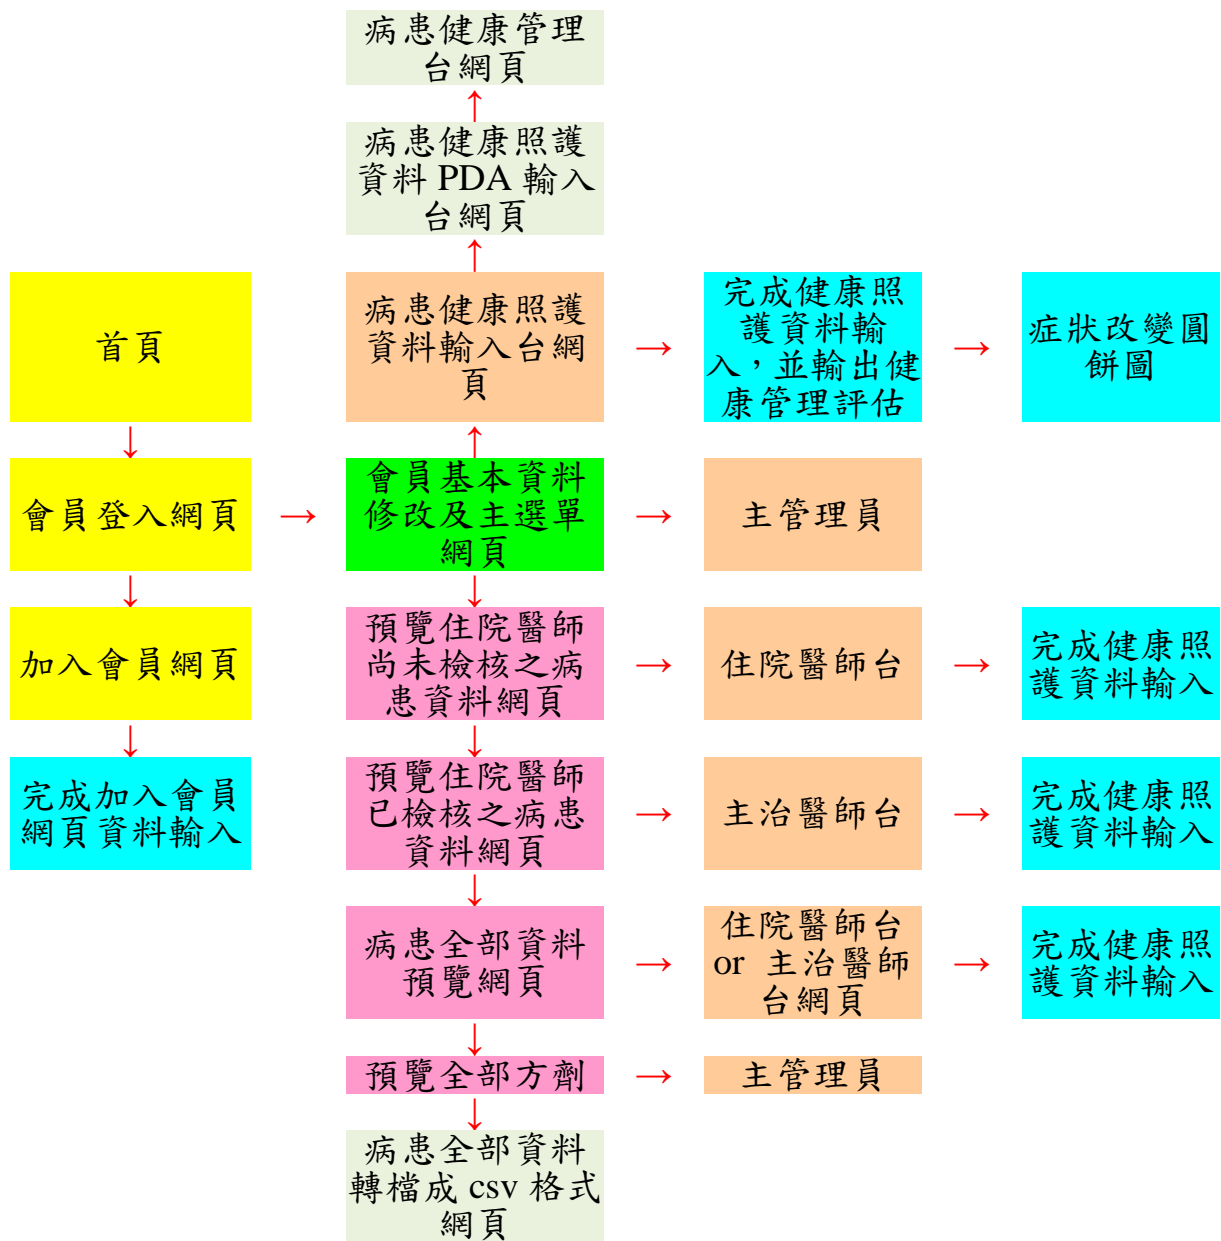 病患健康管理
台網頁
↑
病患健康照護
資料 PDA 輸入
台網頁
↑
首頁
病患健康照護
資料輸入台網
頁
→
完成健康照
護資料輸
入，並輸出健
康管理評估
→
症狀改變圓
餅圖
↓
↑
會員登入網頁
→
會員基本資料
修改及主選單
網頁
→
主管理員
↓
↓
加入會員網頁
預覽住院醫師
尚未檢核之病
患資料網頁
→
住院醫師台
→
完成健康照
護資料輸入
↓
↓
完成加入會員
網頁資料輸入
預覽住院醫師
已檢核之病患
資料網頁
→
主治醫師台
→
完成健康照
護資料輸入
↓
病患全部資料
預覽網頁
→
住院醫師台
or 主治醫師
台網頁
→
完成健康照
護資料輸入
↓
預覽全部方劑
→
主管理員
↓
病患全部資料
轉檔成 csv 格式
網頁